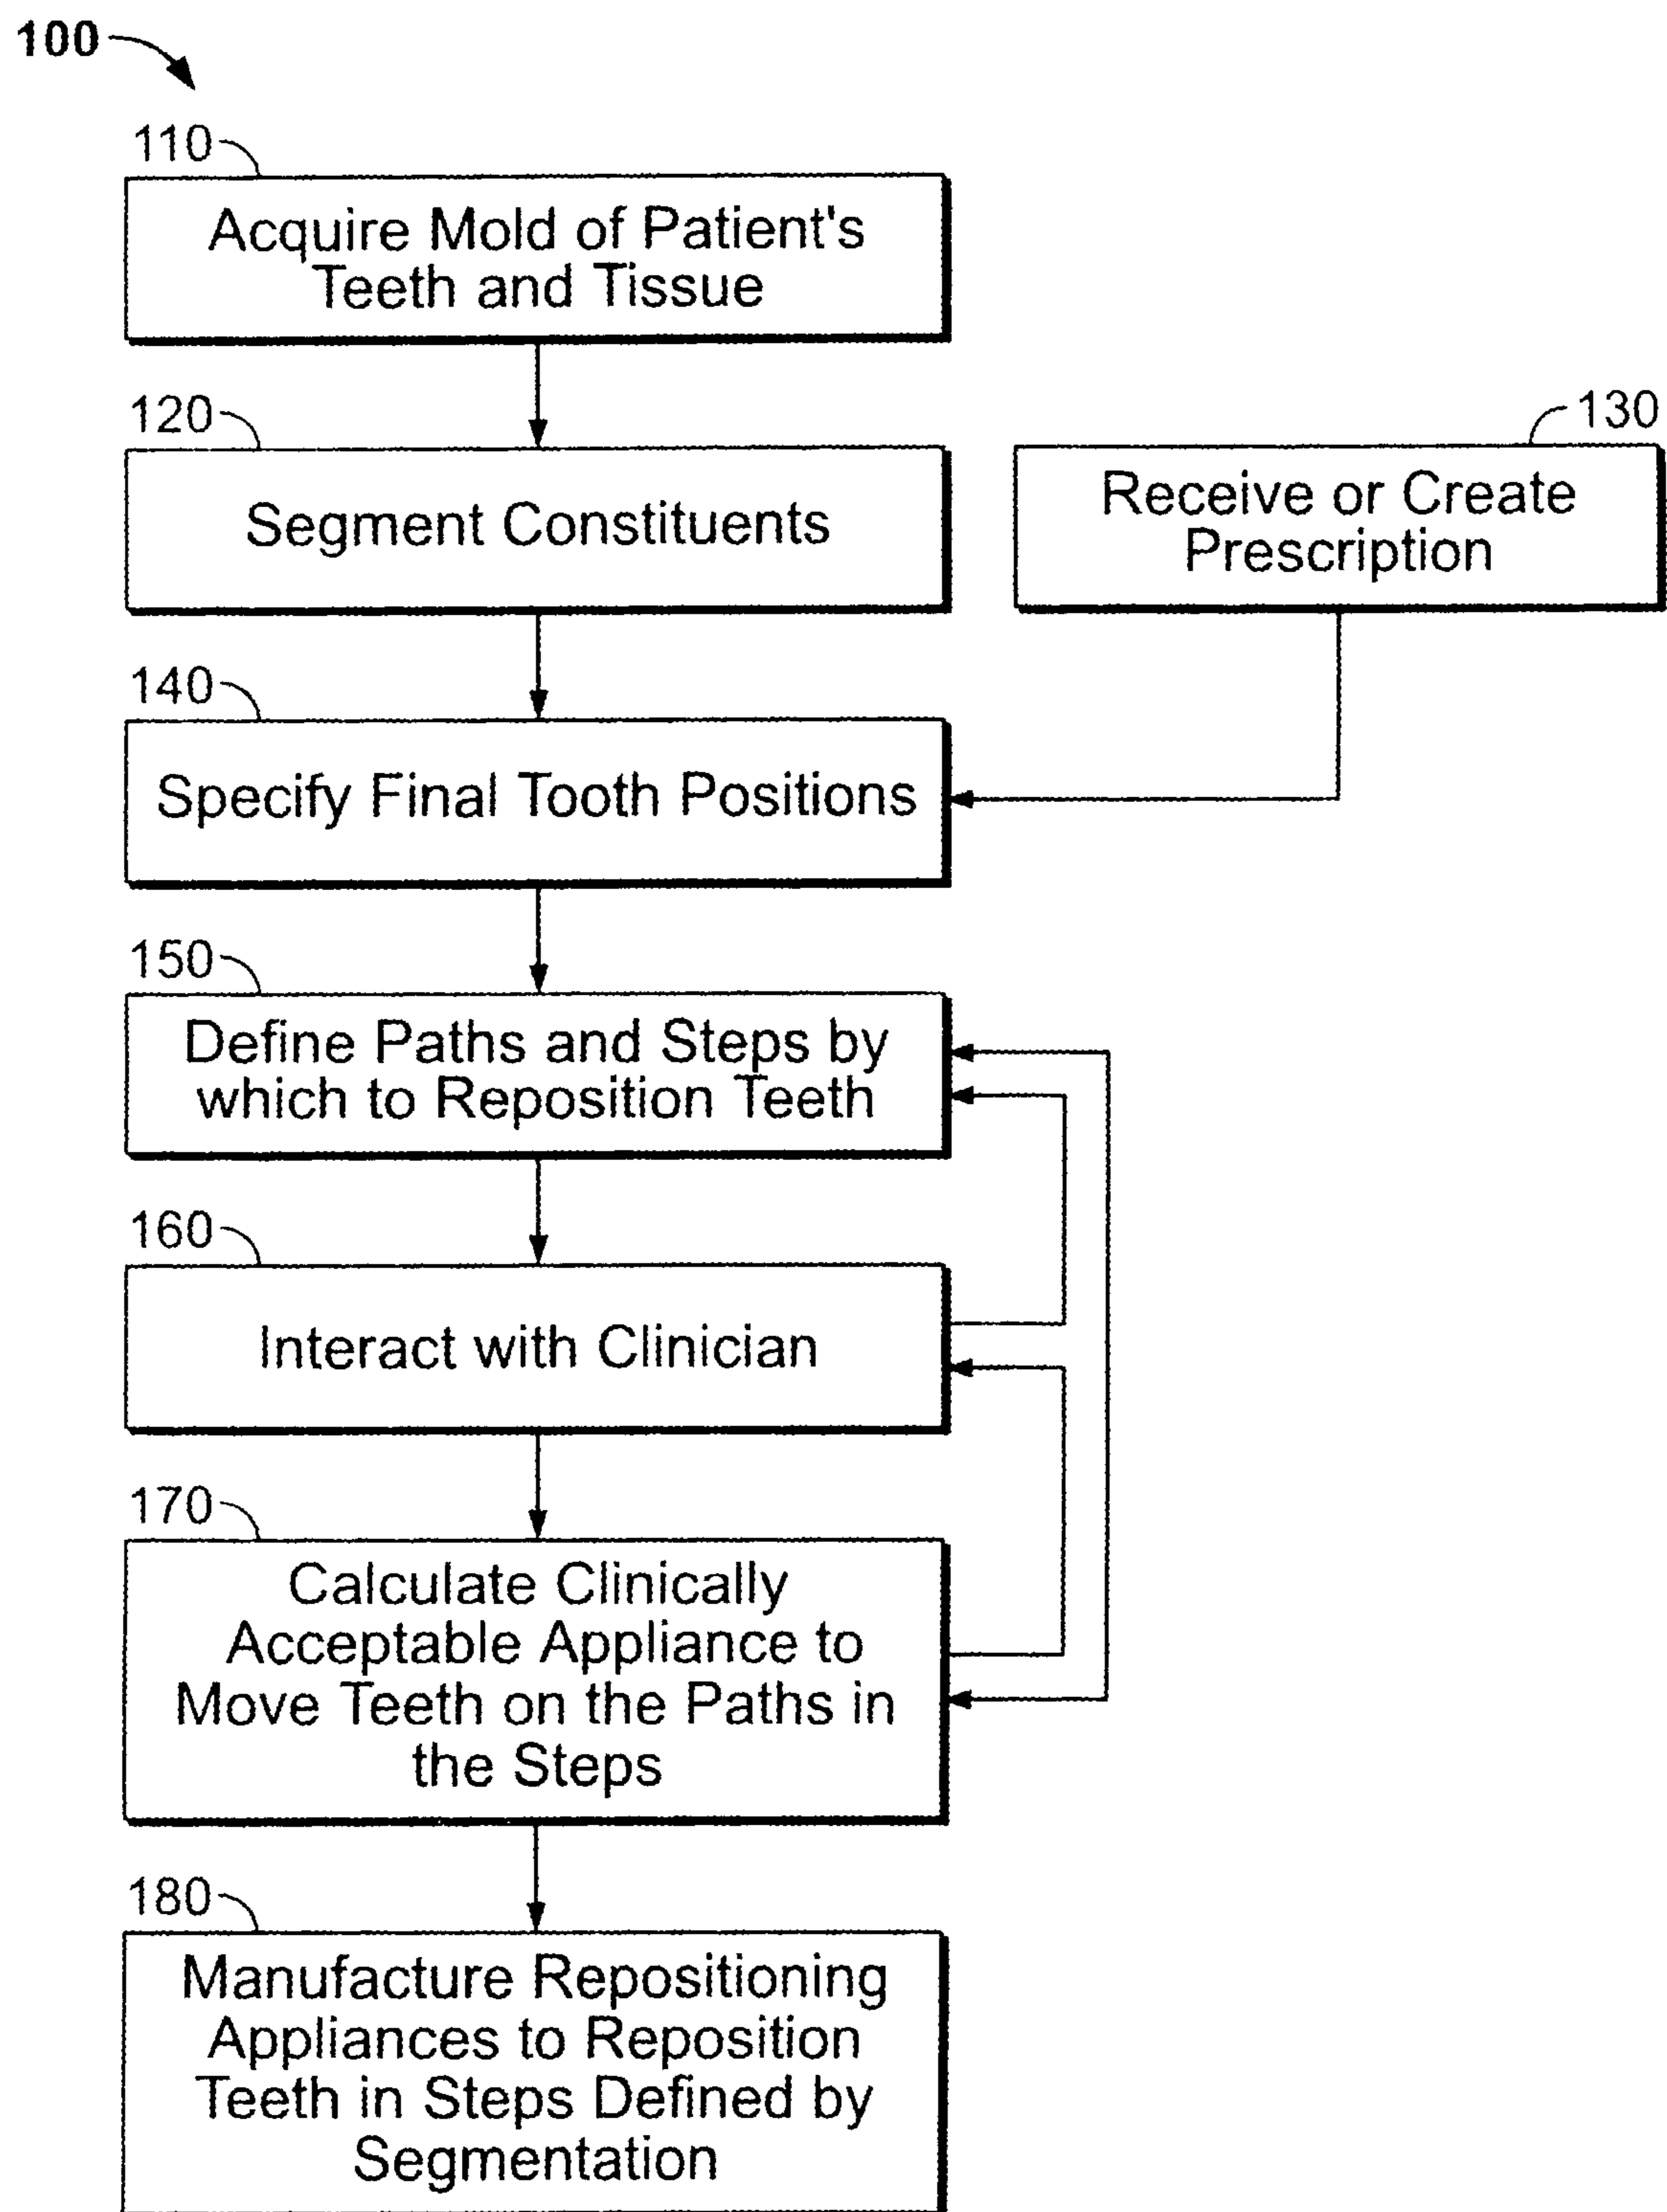 100
110
Acquire Mold of Patient's
Teeth and Tissue
120
Segment Constituents
130
Receive or Create
Prescription
140
Specify Final Tooth Positions
150
Define Paths and Steps by
which to Reposition Teeth
160
Interact with Clinician
170
Calculate Clinically
Acceptable Appliance to
Move Teeth on the Paths in
the Steps
180
Manufacture Repositioning
Appliances to Reposition
Teeth in Steps Defined by
Segmentation